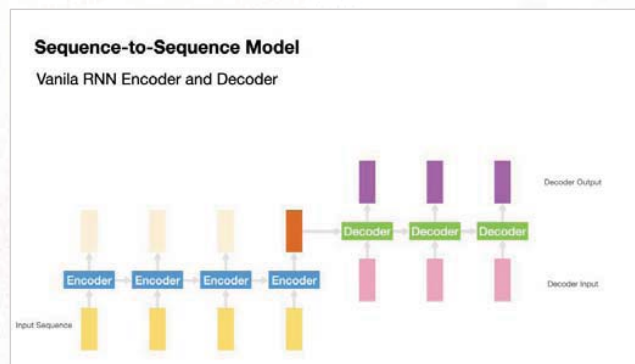 Sequence-to-Sequence Model
Vanila RNN Encoder and Decoder
Decoder Output
Decoder Decoder Decoder
Encoder Encoder Encoder Encoder
Decoder Input
Input Sequence